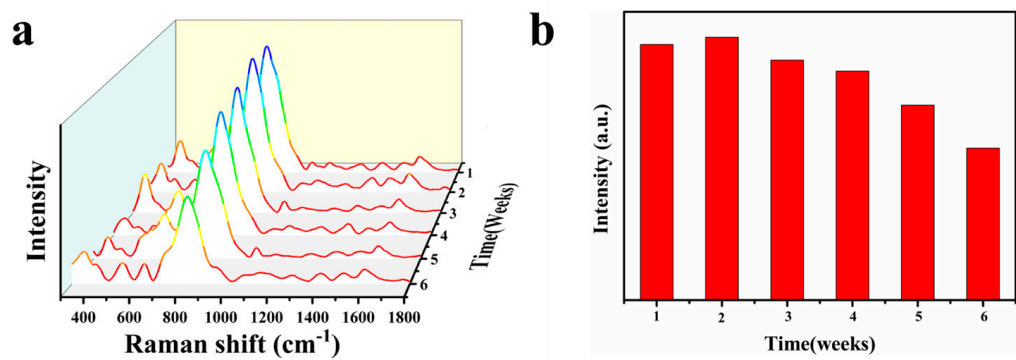 a
Intensity
1
2
3
4
5
6
Time(Weeks)
400 600 800 1000 1200 1400 1600 1800
Raman shift (cm⁻¹)
b
Intensity (a.u.)
1 2 3 4 5 6
Time(weeks)